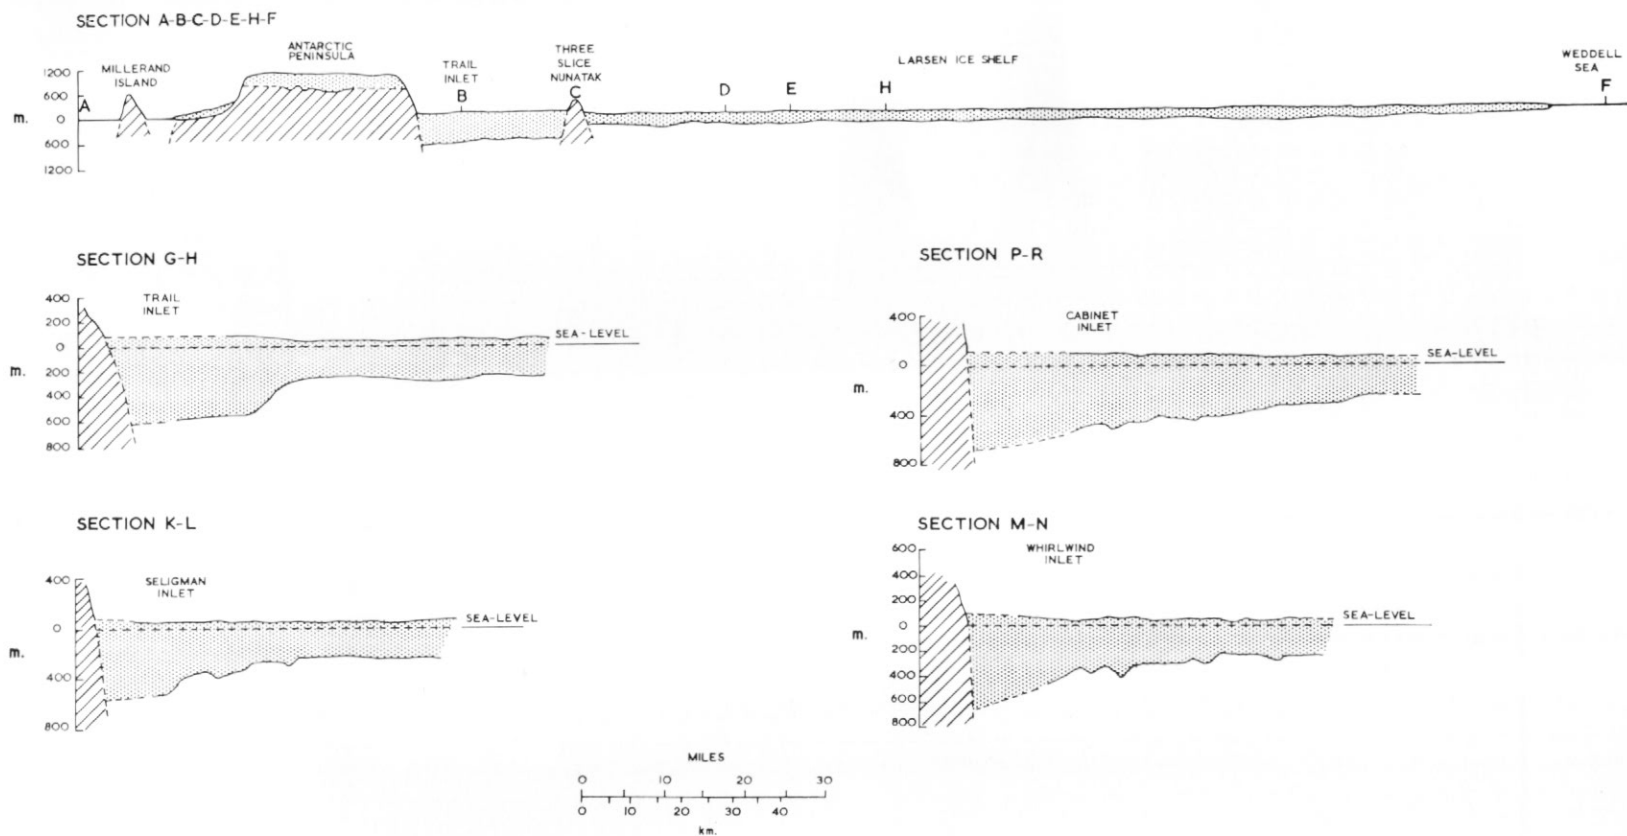 SECTION A-B-C-D-E-H-F
MILLERAND
ISLAND
ANTARCTIC
PENINSULA
TRAIL
INLET
THREE
SLICE
NUNATAK
LARSEN ICE SHELF
WEDDELL
SEA
A
B
C
D
E
H
F
1200
600
m. 0
600
1200
SECTION G-H
TRAIL
INLET
400
200
0
m.
200
400
600
800
SEA-LEVEL
SECTION P-R
CABINET
INLET
400
0
m.
400
800
SEA-LEVEL
SECTION K-L
SELIGMAN
INLET
400
0
m.
400
800
SEA-LEVEL
SECTION M-N
WHIRLWIND
INLET
600
400
200
m.
0
200
400
600
800
SEA-LEVEL
MILES
0 10 20 30
0 10 20 30 40
km.